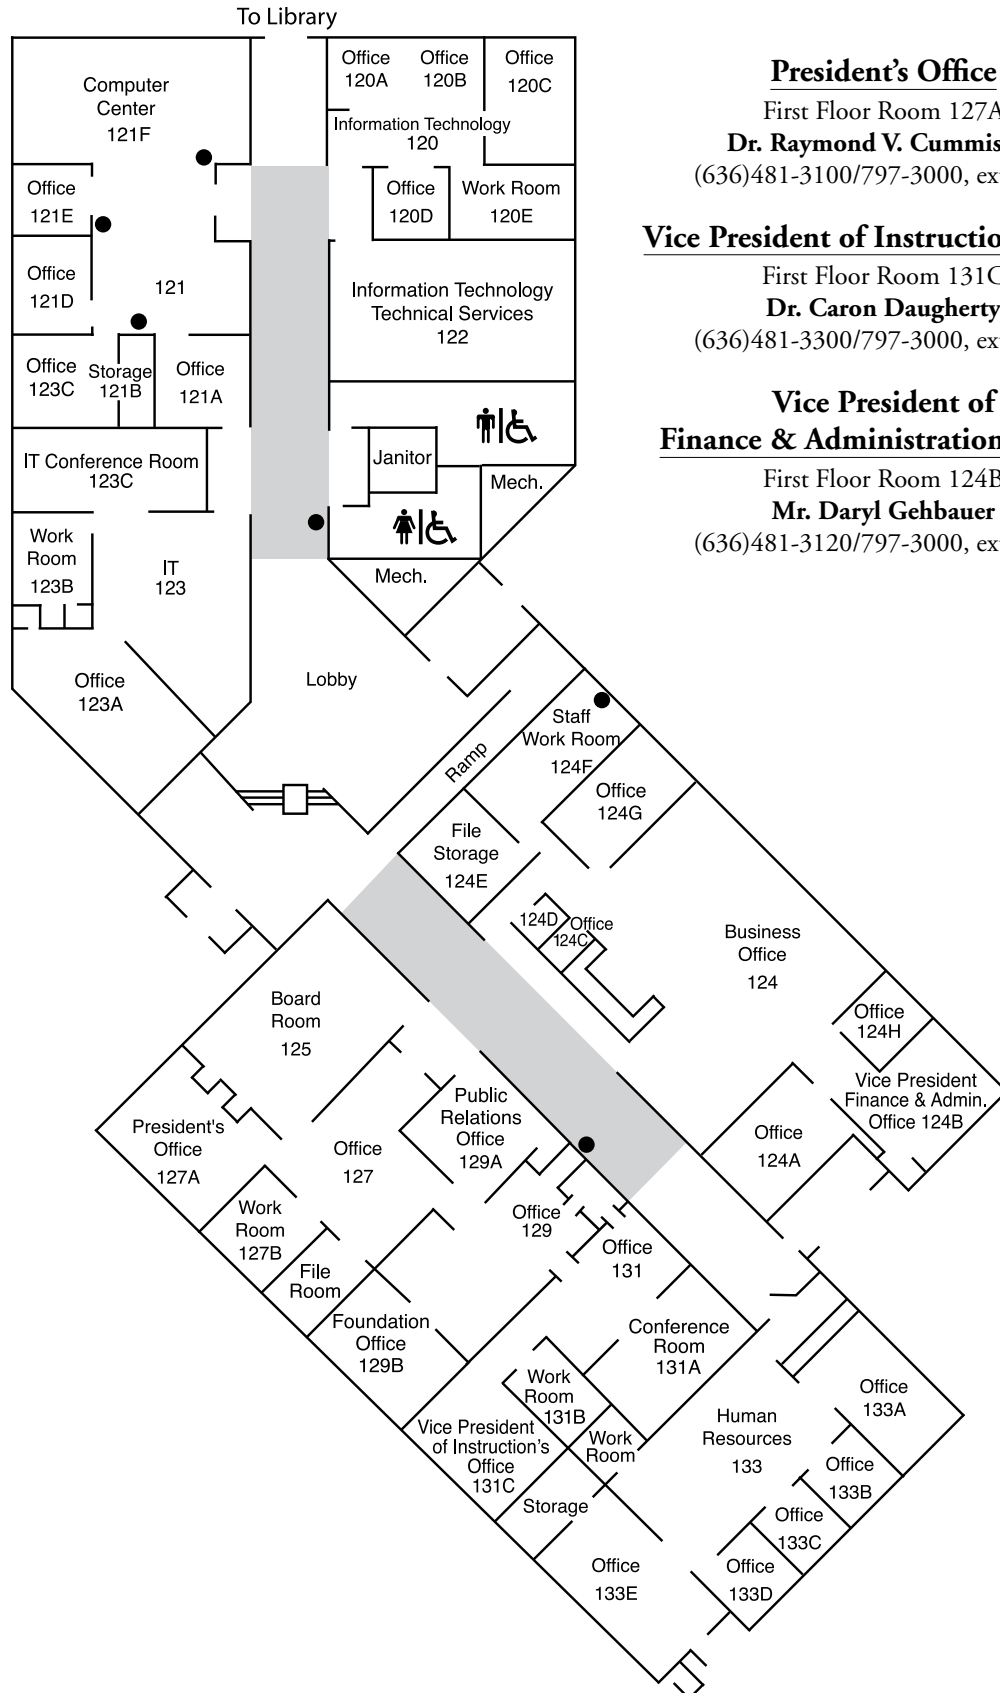 To Library
Computer
Center
121F
Office
120A
Office
120B
Office
120C
Information Technology
120
Office
121E
Office
120D
Work Room
120E
Office
121D
121
Information Technology
Technical Services
122
Office
123C
Storage
121B
Office
121A
IT Conference Room
123C
Janitor
Mech.
Work
Room
123B
IT
123
Mech.
Office
123A
Lobby
Ramp
Staff
Work Room
124F
Office
124G
File
Storage
124E
124D
Office
124C
Business
Office
124
Office
124H
Vice President
Finance & Admin.
Office 124B
Office
124A
Board
Room
125
President's
Office
127A
Office
127
Public
Relations
Office
129A
Work
Room
127B
File
Room
Office
129
Office
131
Foundation
Office
129B
Conference
Room
131A
Work
Room
131B
Work
Room
Vice President
of Instruction's
Office
131C
Storage
Human
Resources
133
Office
133A
Office
133B
Office
133C
Office
133D
Office
133E
President's Office
First Floor Room 127A
Dr. Raymond V.
(636)481-3100/797-3000,
Vice President of
First Floor Room 131C
Dr. Caron Daugherty
(636)481-3300/797-3000,
Vice President of
Finance & Administration
First Floor Room 124B
Mr. Daryl Gehbauer
(636)481-3120/797-3000,